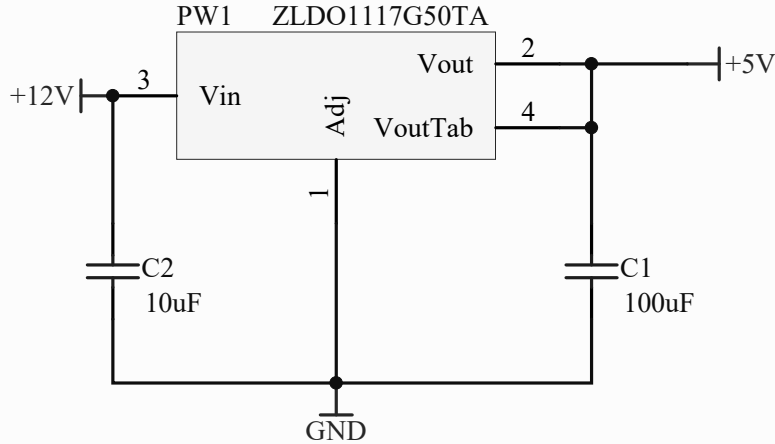 PW1 ZLDO1117G50TA
Vout 2 +5V
+12V 3 Vin
Adj
VoutTab 4
1
C2
10uF
C1
100uF
GND